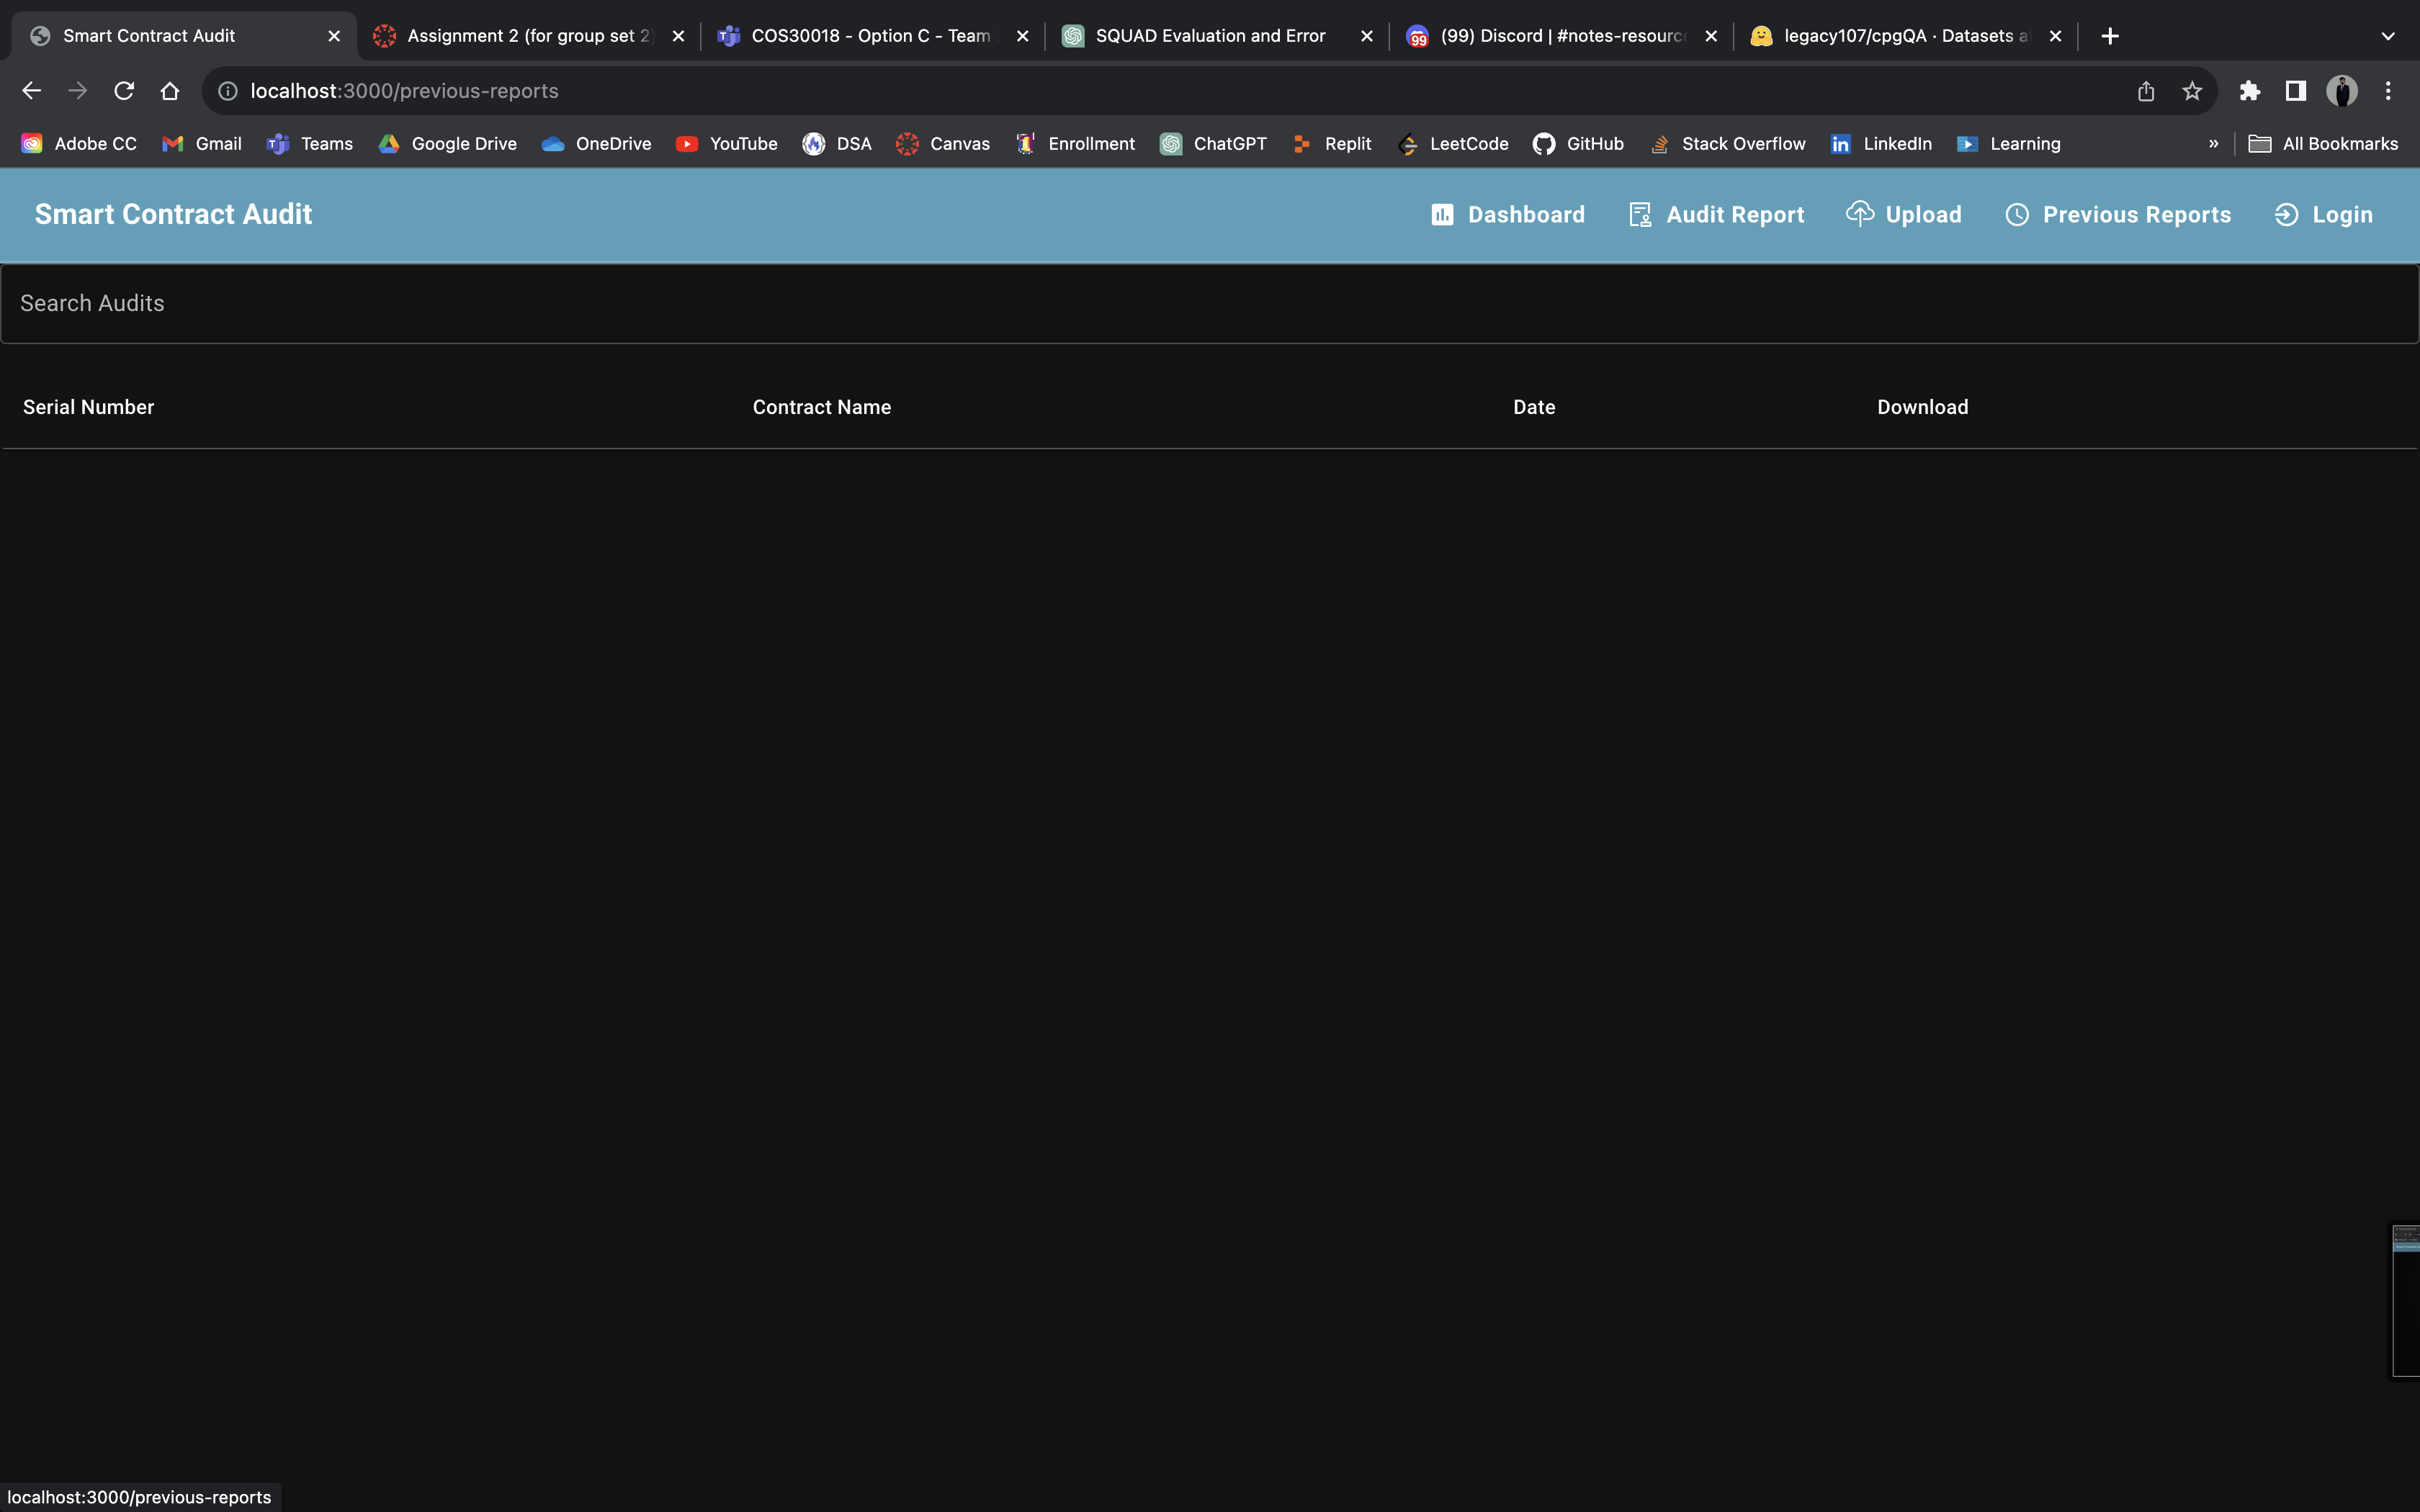 Smart Contract Audit
Assignment 2 (for group set 2)
COS30018 - Option C - Team
SQUAD Evaluation and Error
(99) Discord | #notes-resourc
legacy107/cpgQA · Datasets a
localhost:3000/previous-reports
Adobe CC
Gmail
Teams
Google Drive
OneDrive
YouTube
DSA
Canvas
Enrollment
ChatGPT
Replit
LeetCode
GitHub
Stack Overflow
LinkedIn
Learning
»
All Bookmarks
Smart Contract Audit
Dashboard
Audit Report
Upload
Previous Reports
Login
Search Audits
Serial Number
Contract Name
Date
Download
localhost:3000/previous-reports